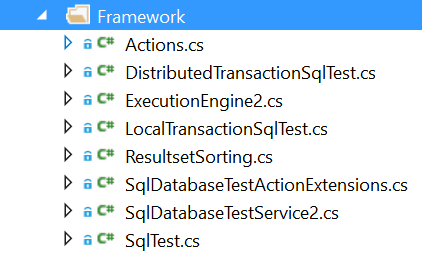 Framework
C# Actions.cs
C# DistributedTransactionSqlTest.cs
C# ExecutionEngine2.cs
C# LocalTransactionSqlTest.cs
C# ResultsetSorting.cs
C# SqlDatabaseTestActionExtensions.cs
C# SqlDatabaseTestService2.cs
C# SqlTest.cs